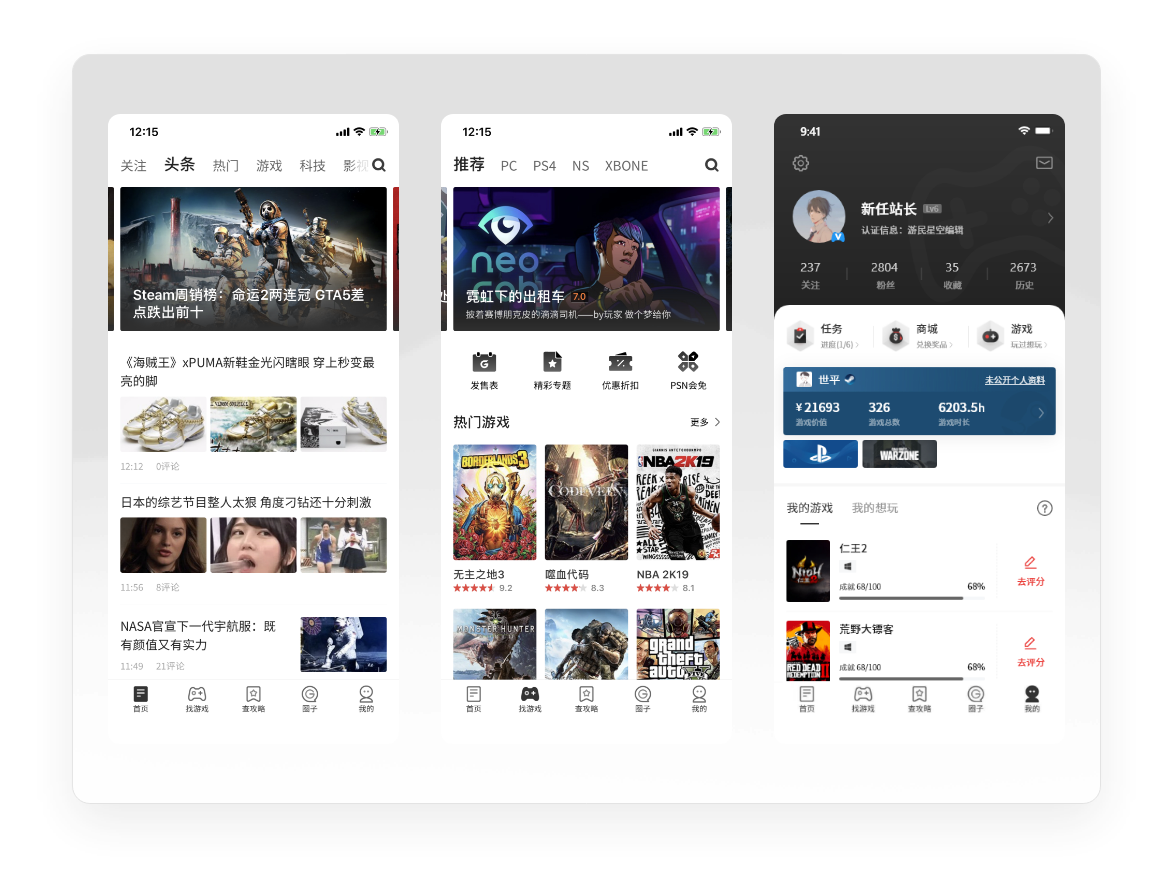 12:15
关注 头条 热门 游戏 科技 影视
Steam周销榜：命运2两连冠 GTA5差
点跌出前十
《海贼王》xPUMA新鞋金光闪瞎眼 穿上秒变最
亮的脚
12:12 0评论
日本的综艺节目整人太狠 角度刁钻还十分刺激
11:56 8评论
NASA官宣下一代宇航服：既
有颜值又有实力
11:49 21评论
首页 找游戏 查攻略 圈子 我的
12:15
推荐 PC PS4 NS XBONE
neo
cab
霓虹下的出租车 7.0
披着赛博朋克皮的滴滴司机——by玩家 做个梦给你
发售表 精彩专题 优惠折扣 PSN会免
热门游戏 更多
BORDERLANDS 3
CODE VEIN
NBA 2K19
无主之地3 噬血代码 NBA 2K19
9.2 8.3 8.1
MONSTER HUNTER
grand
theft
auto
首页 找游戏 查攻略 圈子 我的
9:41
新任站长 Lv6
认证信息：游民星空编辑
237 2804 35 2673
关注 粉丝 收藏 历史
任务 商城 游戏
进度(1/6) 兑换奖品 玩过想玩
世平 未公开个人资料
¥21693 326 6203.5h
游戏价值 游戏总数 游戏时长
WARZONE
我的游戏 我的想玩
仁王2
NIOH
成就 68/100 68%
去评分
荒野大镖客
RED DEAD
REDEMPTION II
成就 68/100 68%
去评分
首页 找游戏 查攻略 圈子 我的